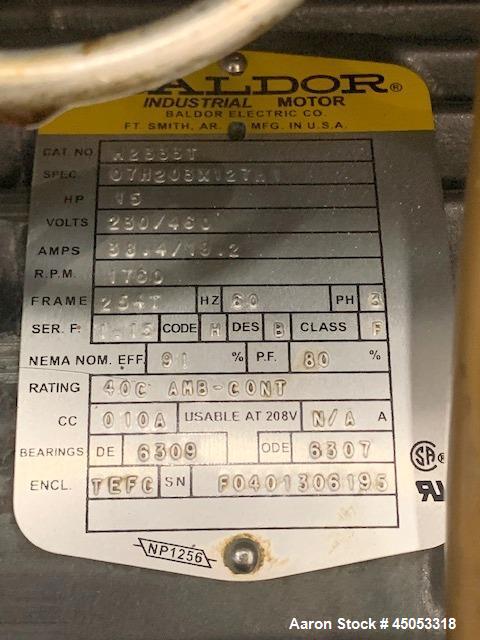 BALDOR®
INDUSTRIAL MOTOR
BALDOR ELECTRIC CO.
FT. SMITH, AR. MFG. IN U.S.A.
CAT. NO.
SPEC.
HP 15
VOLTS 230/460
AMPS
R.P.M. 1760
FRAME 254T HZ 60 PH 3
SER. F. 1.15 CODE H DES B CLASS F
NEMA NOM. EFF. 91 % P.F. 80 %
RATING 40C AMB-CONT
CC 010A USABLE AT 208V N/A A
BEARINGS DE 6309 ODE 6307
ENCL. TEFC SN F0401306195
NP1256
Aaron Stock # 45053318